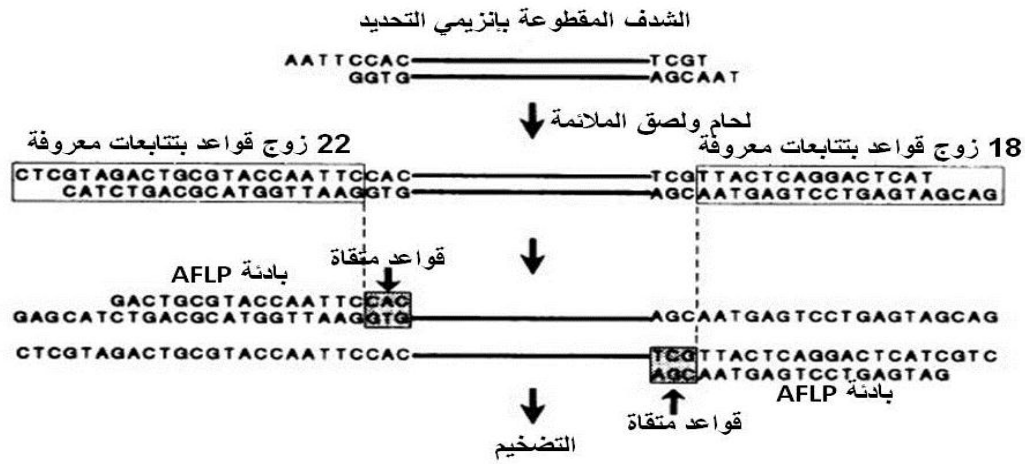 الشدف المقطوعة بإنزيمي التحديد
AATTCCAC TCGT
GGTG AGCAAT
لحام ولصق الملائمة
22 زوج قواعد بتتابعات معروفة
18 زوج قواعد بتتابعات معروفة
CTCGTAGACTGCGTACCAATTCCAC TCGTTACTCAGGACTCAT
CATCTGACGCATGGTTAAGGTG AGCAATGAGTCCTGAGTAGCAG
قواعد متقاة
بادئة AFLP
GACTGCGTACCAATTCCAC
GAGCATCTGACGCATGGTTAAGGTG AGCAATGAGTCCTGAGTAGCAG
CTCGTAGACTGCGTACCAATTCCAC TCGTTACTCAGGACTCATCGTC
AGCAATGAGTCCTGAGTAG
بادئة AFLP
قواعد متقاة
التضخيم